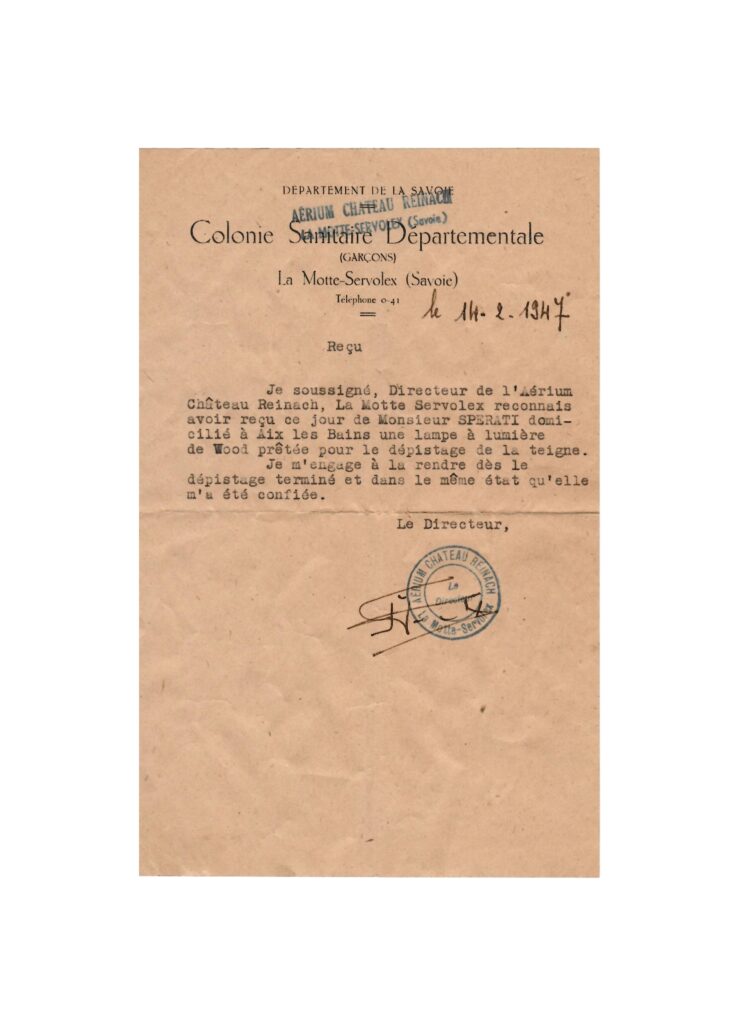 DÉPARTEMENT DE LA SAVOIE
AÉRIUM CHATEAU REINACH
LA MOTTE-SERVOLEX (Savoie)
Colonie Sanitaire Départementale
(GARÇONS)
La Motte-Servolex (Savoie)
Téléphone 0-41
le 14-2-1947
Reçu
Je soussigné, Directeur de l'Aérium
Château Reinach, La Motte Servolex reconnais
avoir reçu ce jour de Monsieur SPERATI domi-
cilié à Aix les Bains une lampe à lumière
de Wood prêtée pour le dépistage de la teigne.
Je m'engage à la rendre dès le
dépistage terminé et dans le même état qu'elle
m'a été confiée.
Le Directeur,
AÉRIUM CHATEAU REINACH
Le
Directeur
La Motte-Servolex